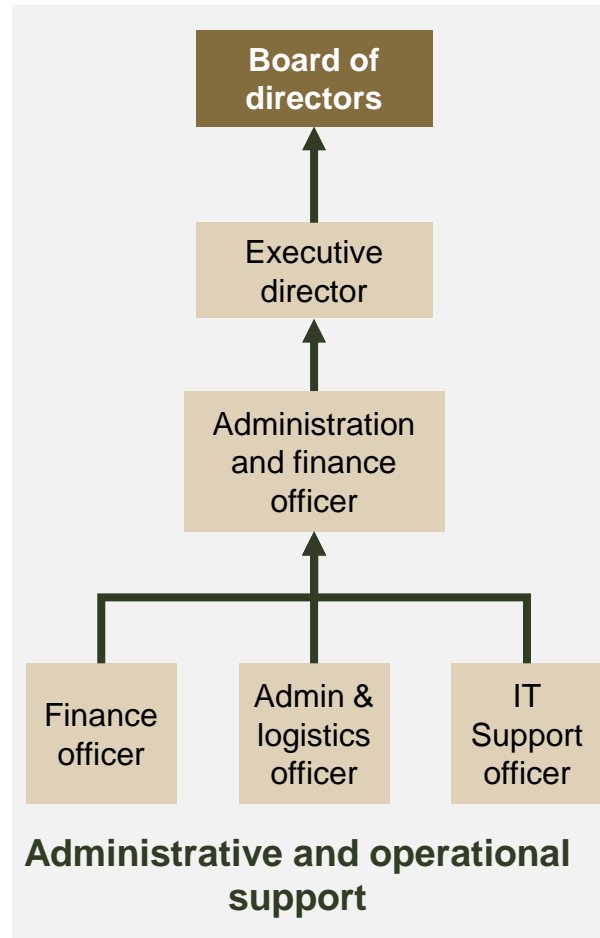 Board of
directors
Executive
director
Administration
and finance
officer
Finance
officer
Admin &
logistics
officer
IT
Support
officer
Administrative and operational
support